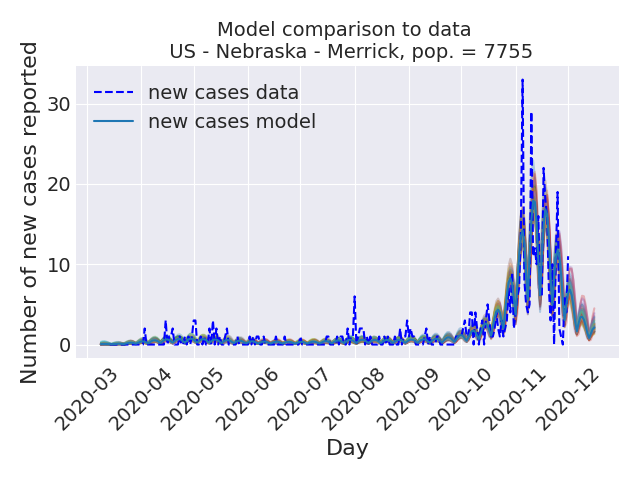 Model comparison to data
US - Nebraska - Merrick, pop. = 7755
Number of new cases reported
30
20
10
0
new cases data
new cases model
2020-03
2020-04
2020-05
2020-06
2020-07
2020-08
2020-09
2020-10
2020-11
2020-12
Day